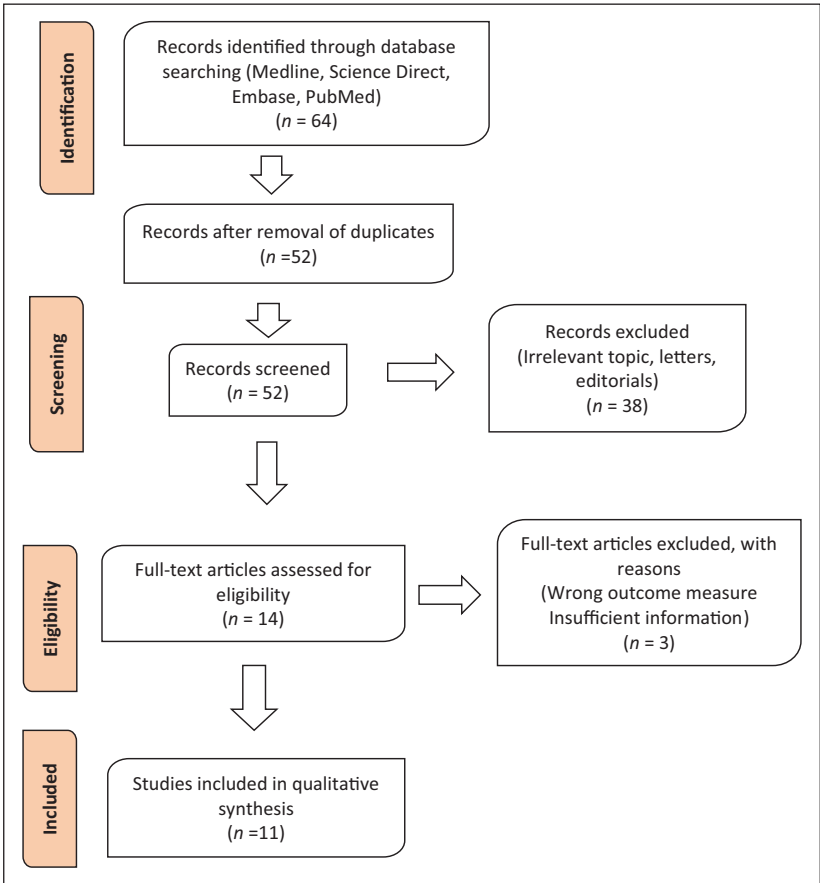 Identification
Records identified through database
searching (Medline, Science Direct,
Embase, PubMed)
(n = 64)
Records after removal of duplicates
(n =52)
Screening
Records screened
(n = 52)
Records excluded
(Irrelevant topic, letters,
editorials)
(n = 38)
Eligibility
Full-text articles assessed for
eligibility
(n = 14)
Full-text articles excluded, with
reasons
(Wrong outcome measure
Insufficient information)
(n = 3)
Included
Studies included in qualitative
synthesis
(n =11)